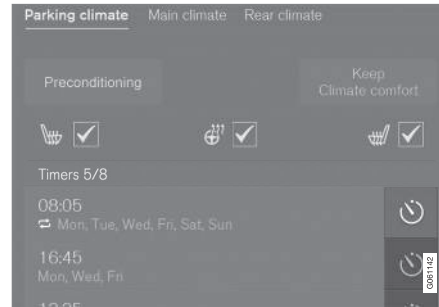 Parking climate Main climate Rear climate
Preconditioning
Keep
Climate comfort
Timers 5/8
08:05
Mon, Tue, Wed, Fri, Sat, Sun
16:45
Mon, Wed, Fri
G061142